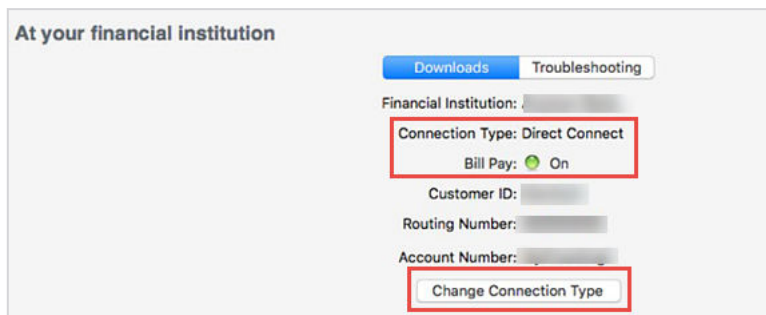 At your financial institution
Downloads Troubleshooting
Financial Institution:
Connection Type: Direct Connect
Bill Pay: On
Customer ID:
Routing Number:
Account Number:
Change Connection Type